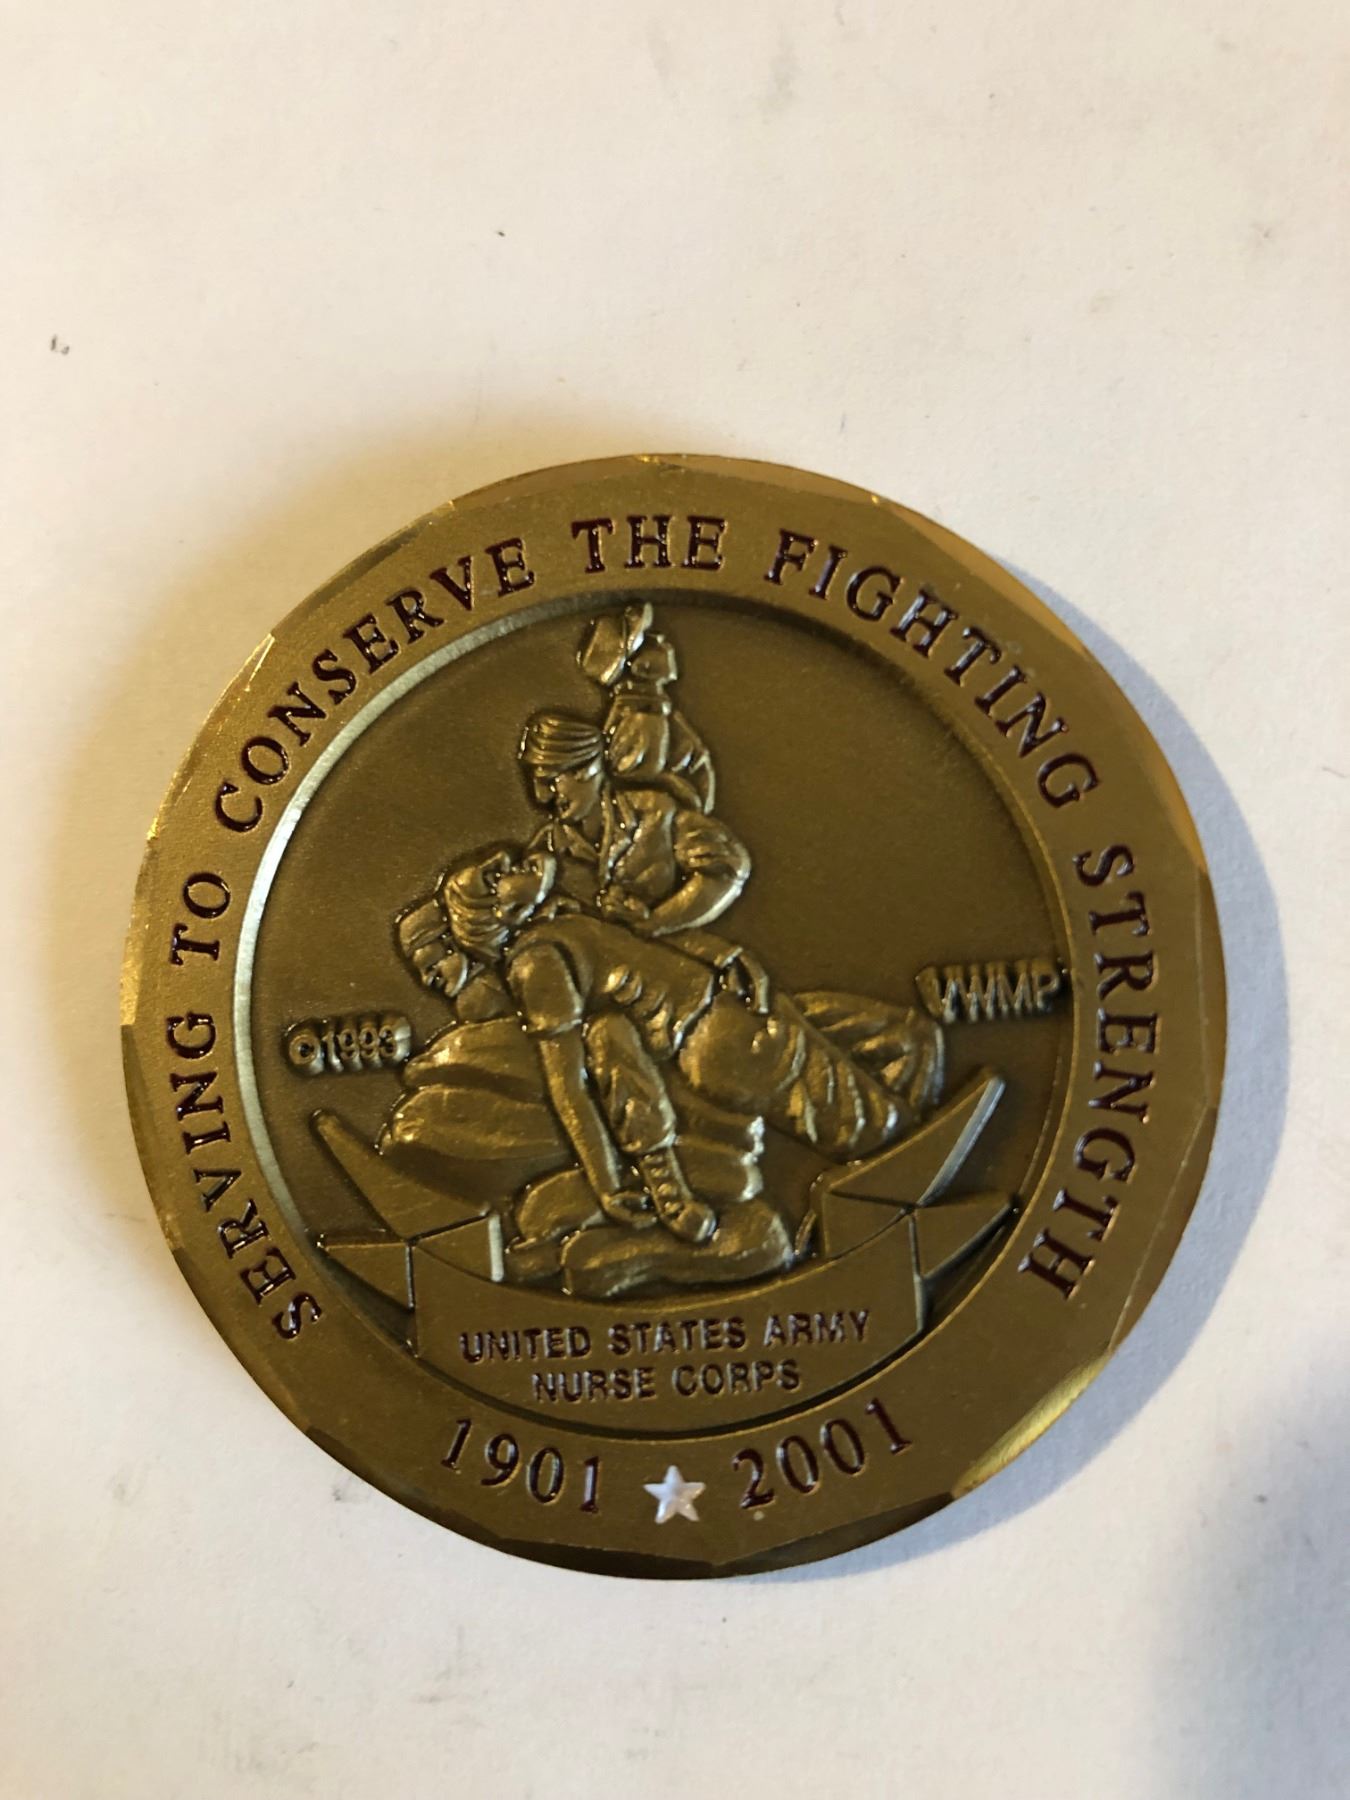 SERVING TO CONSERVE THE FIGHTING STRENGTH
©1993
VWMP
UNITED STATES ARMY
NURSE CORPS
1901 2001